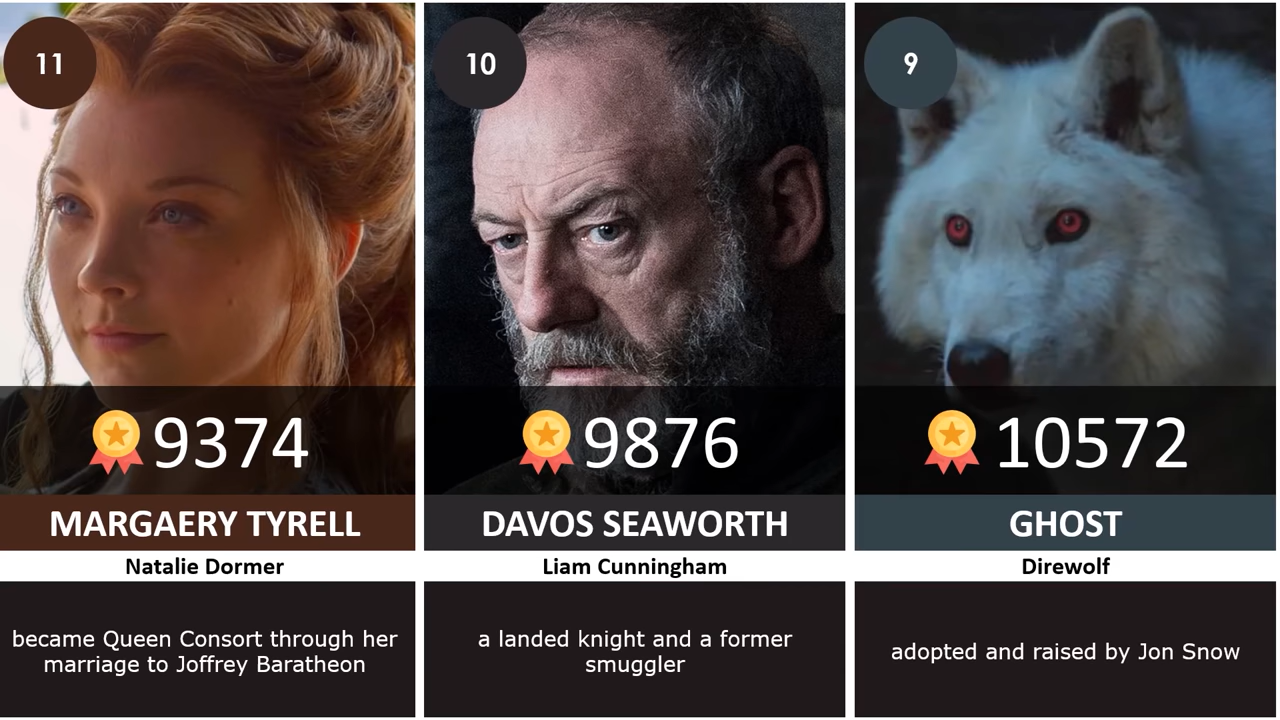 11
9374
MARGAERY TYRELL
Natalie Dormer
became Queen Consort through her
marriage to Joffrey Baratheon
10
9876
DAVOS SEAWORTH
Liam Cunningham
a landed knight and a former
smuggler
9
10572
GHOST
Direwolf
adopted and raised by Jon Snow